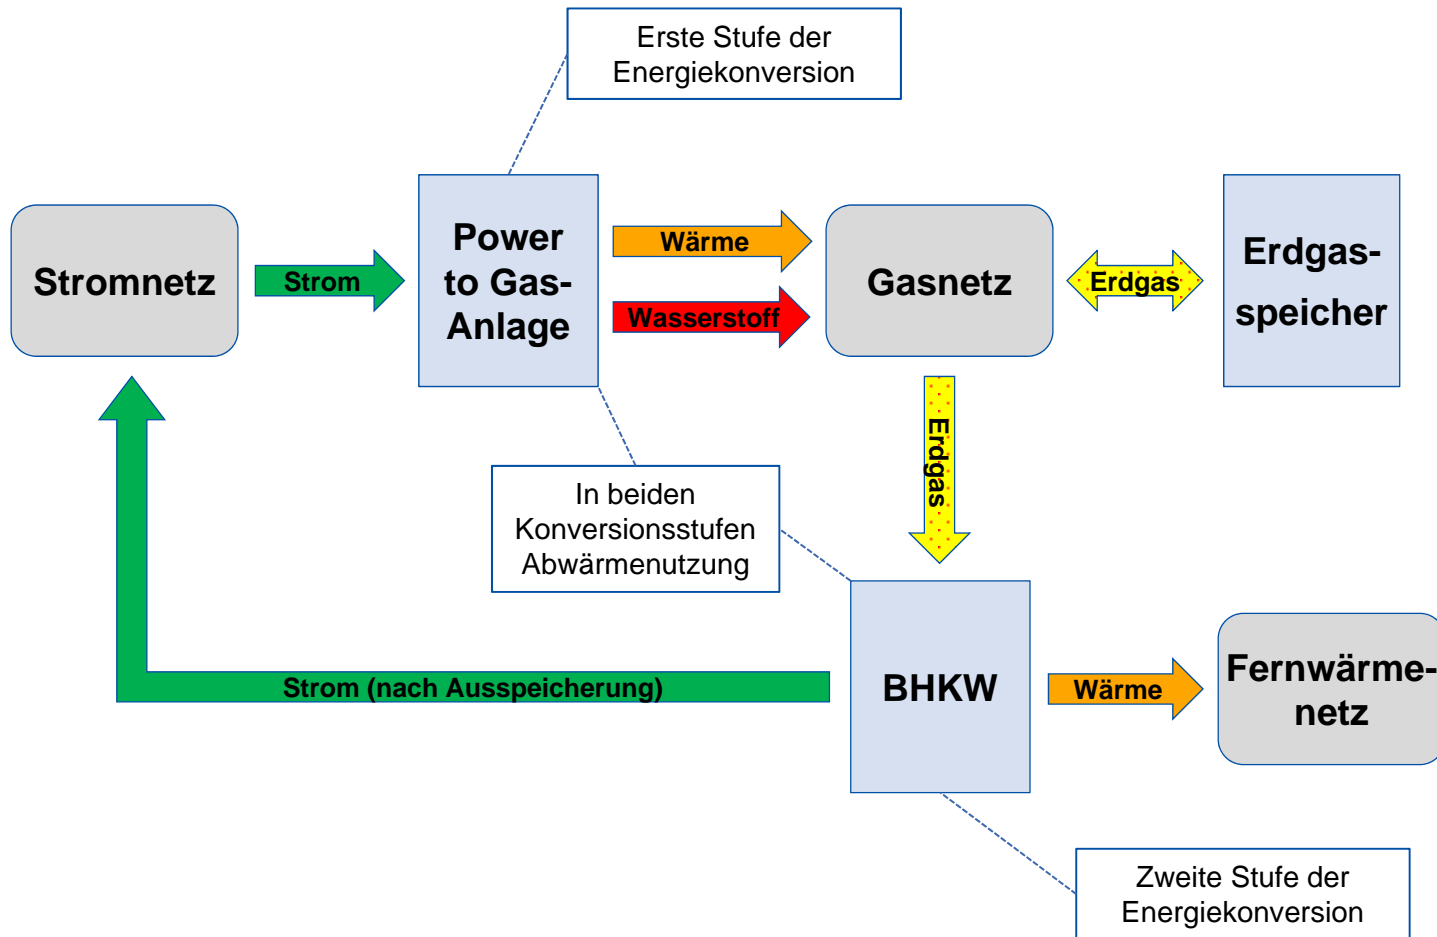 Erste Stufe der
Energiekonversion
Stromnetz
Strom
Power
to Gas-
Anlage
Wärme
Wasserstoff
Gasnetz
Erdgas
Erdgas-
speicher
Erdgas
In beiden
Konversionsstufen
Abwärmenutzung
Strom (nach Ausspeicherung)
BHKW
Wärme
Fernwärme-
netz
Zweite Stufe der
Energiekonversion